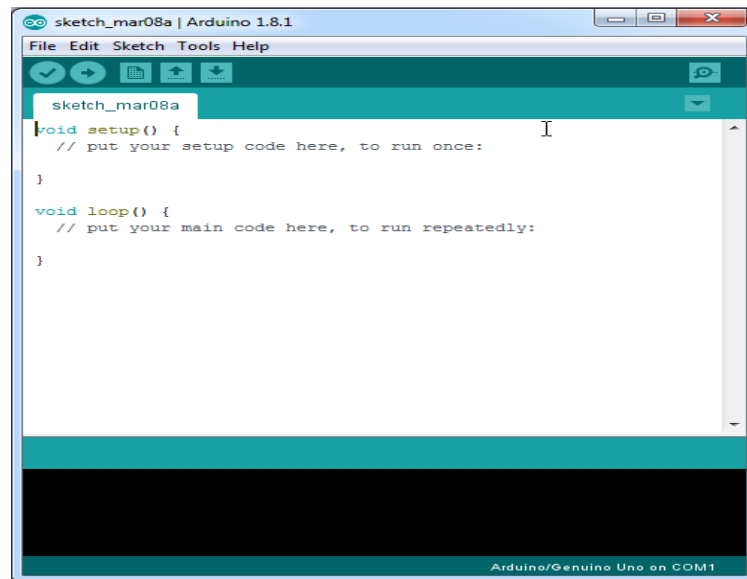 sketch_mar08a | Arduino 1.8.1
File Edit Sketch Tools Help
sketch_mar08a
void setup() {
  // put your setup code here, to run once:

}

void loop() {
  // put your main code here, to run repeatedly:

}
Arduino/Genuino Uno on COM1